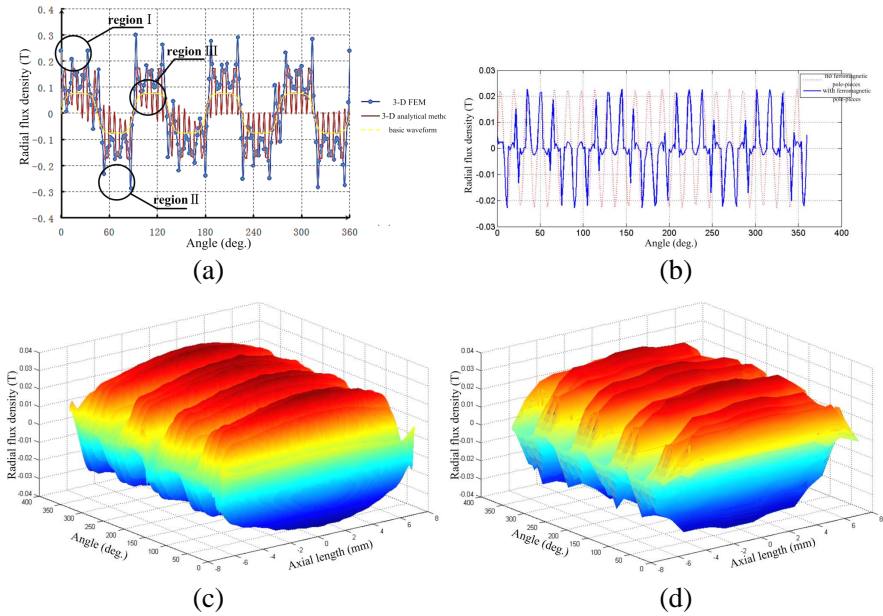 0.4
0.3
0.2
0.1
0
-0.1
-0.2
-0.3
-0.4
Radial flux density (T)
region I
region III
region II
3-D FEM
3-D analytical metho
basic waveform
0 60 120 180 240 300 360
Angle (deg.)
(a)
0.03
0.02
0.01
0
-0.01
-0.02
-0.03
Radial flux density (T)
no ferromagnetic
pole-pieces
with ferromagnetic
pole-pieces
0 50 100 150 200 250 300 350 400
Angle (deg.)
(b)
0.04
0.03
0.02
0.01
0
-0.01
-0.02
-0.03
-0.04
Radial flux density (T)
400 350 300 250 200 150 100 50 0
Angle (deg.)
-8 -6 -4 -2 0 2 4 6 8
Axial length (mm)
(c)
0.04
0.03
0.02
0.01
0
-0.01
-0.02
-0.03
-0.04
Radial flux density (T)
400 350 300 250 200 150 100 50 0
Angle (deg.)
-8 -6 -4 -2 0 2 4 6 8
Axial length (mm)
(d)